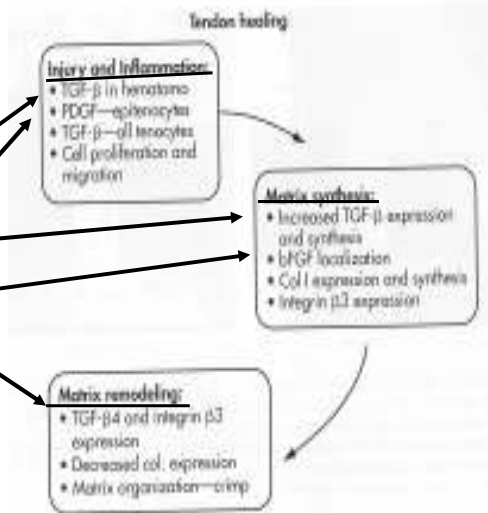 Tendon healing
Injury and Inflammation:
• TGF-β in hematoma
• PDGF—epitenocytes
• TGF-β—all tenocytes
• Cell proliferation and
migration
Matrix synthesis:
• Increased TGF-β expression
and synthesis
• bFGF localization
• Col I expression and synthesis
• Integrin β3 expression
Matrix remodeling:
• TGF-β4 and integrin β3
expression
• Decreased col. expression
• Matrix organization—crimp